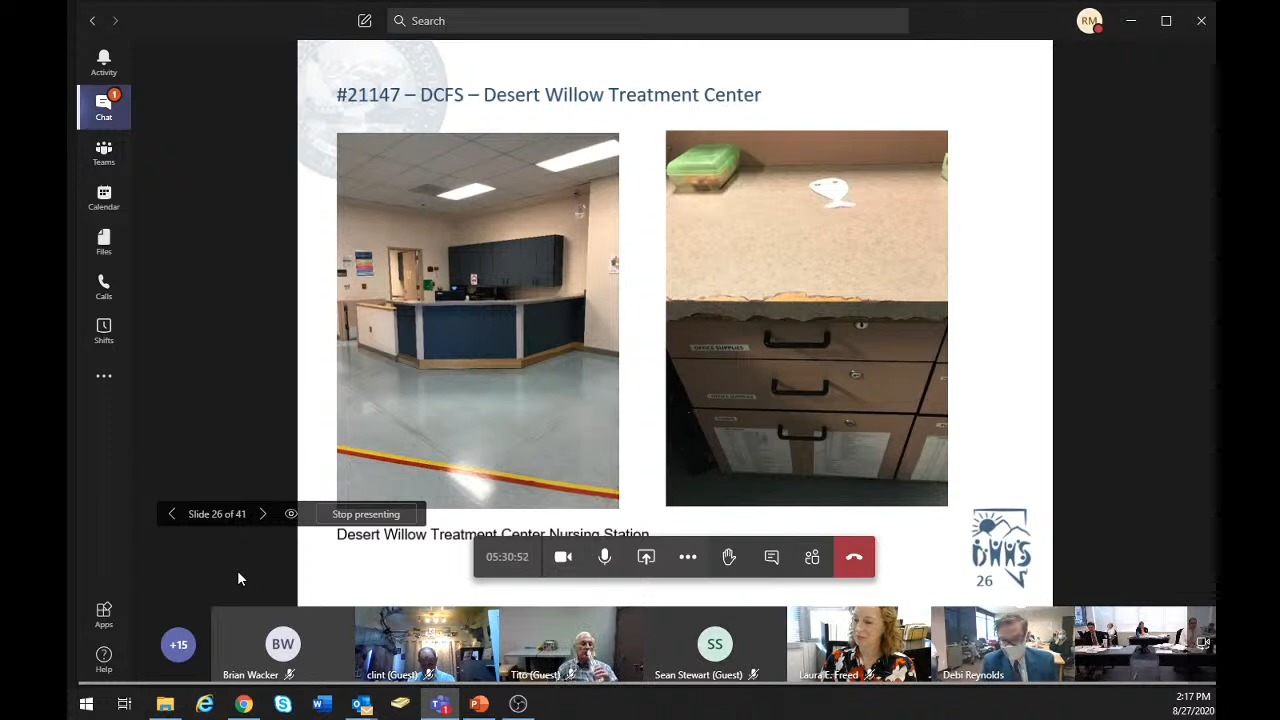 Search
RM
Activity
1
Chat
Teams
Calendar
Files
Calls
Shifts
Apps
Help
#21147 – DCFS – Desert Willow Treatment Center
OFFICE SUPPLIES
OFFICE SUPPLIES
Slide 26 of 41
Stop presenting
Desert Willow Treatment Center Nursing Station
05:30:52
DHHS
26
+15
BW
Brian Wacker
clint (Guest)
Tito (Guest)
SS
Sean Stewart (Guest)
Laura E. Freed
Debi Reynolds
2:17 PM
8/27/2020